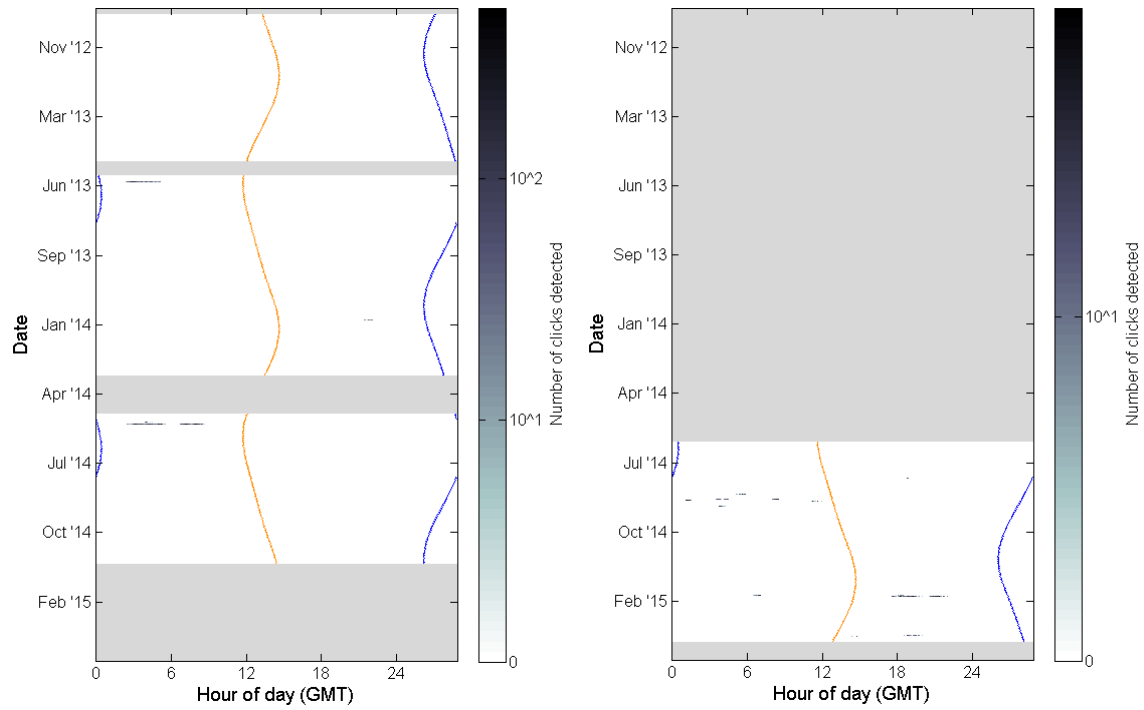 Nov '12
Mar '13
Jun '13
Sep '13
Jan '14
Apr '14
Jul '14
Oct '14
Feb '15
Date
0
6
12
18
24
Hour of day (GMT)
10^2
10^1
0
Number of clicks detected
Nov '12
Mar '13
Jun '13
Sep '13
Jan '14
Apr '14
Jul '14
Oct '14
Feb '15
Date
0
6
12
18
24
Hour of day (GMT)
10^1
0
Number of clicks detected